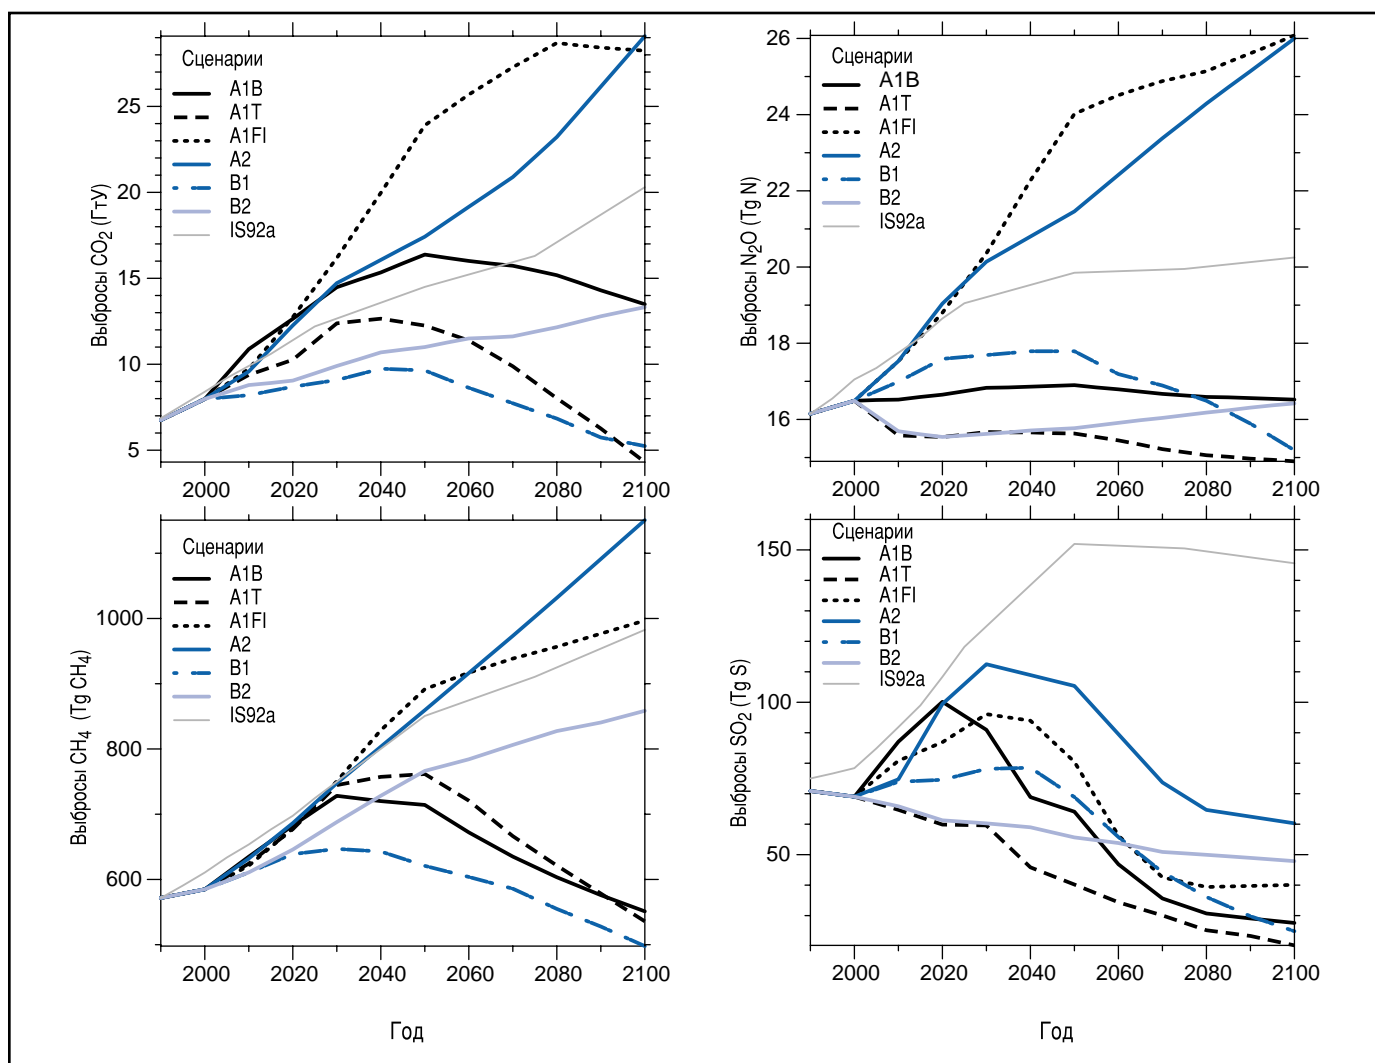 Сценарии
A1B
A1T
A1FI
A2
B1
B2
IS92a
Выбросы CO2 (ГтУ)
25
20
15
10
5
2000 2020 2040 2060 2080 2100
Сценарии
A1B
A1T
A1FI
A2
B1
B2
IS92a
Выбросы N2O (Tg N)
26
24
22
20
18
16
2000 2020 2040 2060 2080 2100
Сценарии
A1B
A1T
A1FI
A2
B1
B2
IS92a
Выбросы CH4 (Tg CH4)
1000
800
600
2000 2020 2040 2060 2080 2100
Год
Сценарии
A1B
A1T
A1FI
A2
B1
B2
IS92a
Выбросы SO2 (Tg S)
150
100
50
2000 2020 2040 2060 2080 2100
Год